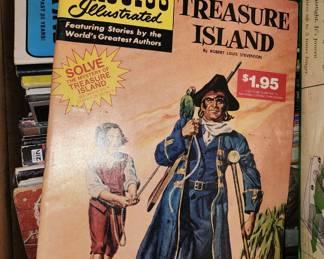 Illustrated
Featuring Stories by the
World's Greatest Authors
TREASURE
ISLAND
By ROBERT LOUIS STEVENSON
SOLVE
THE MYSTERY OF
TREASURE
ISLAND
$1.95